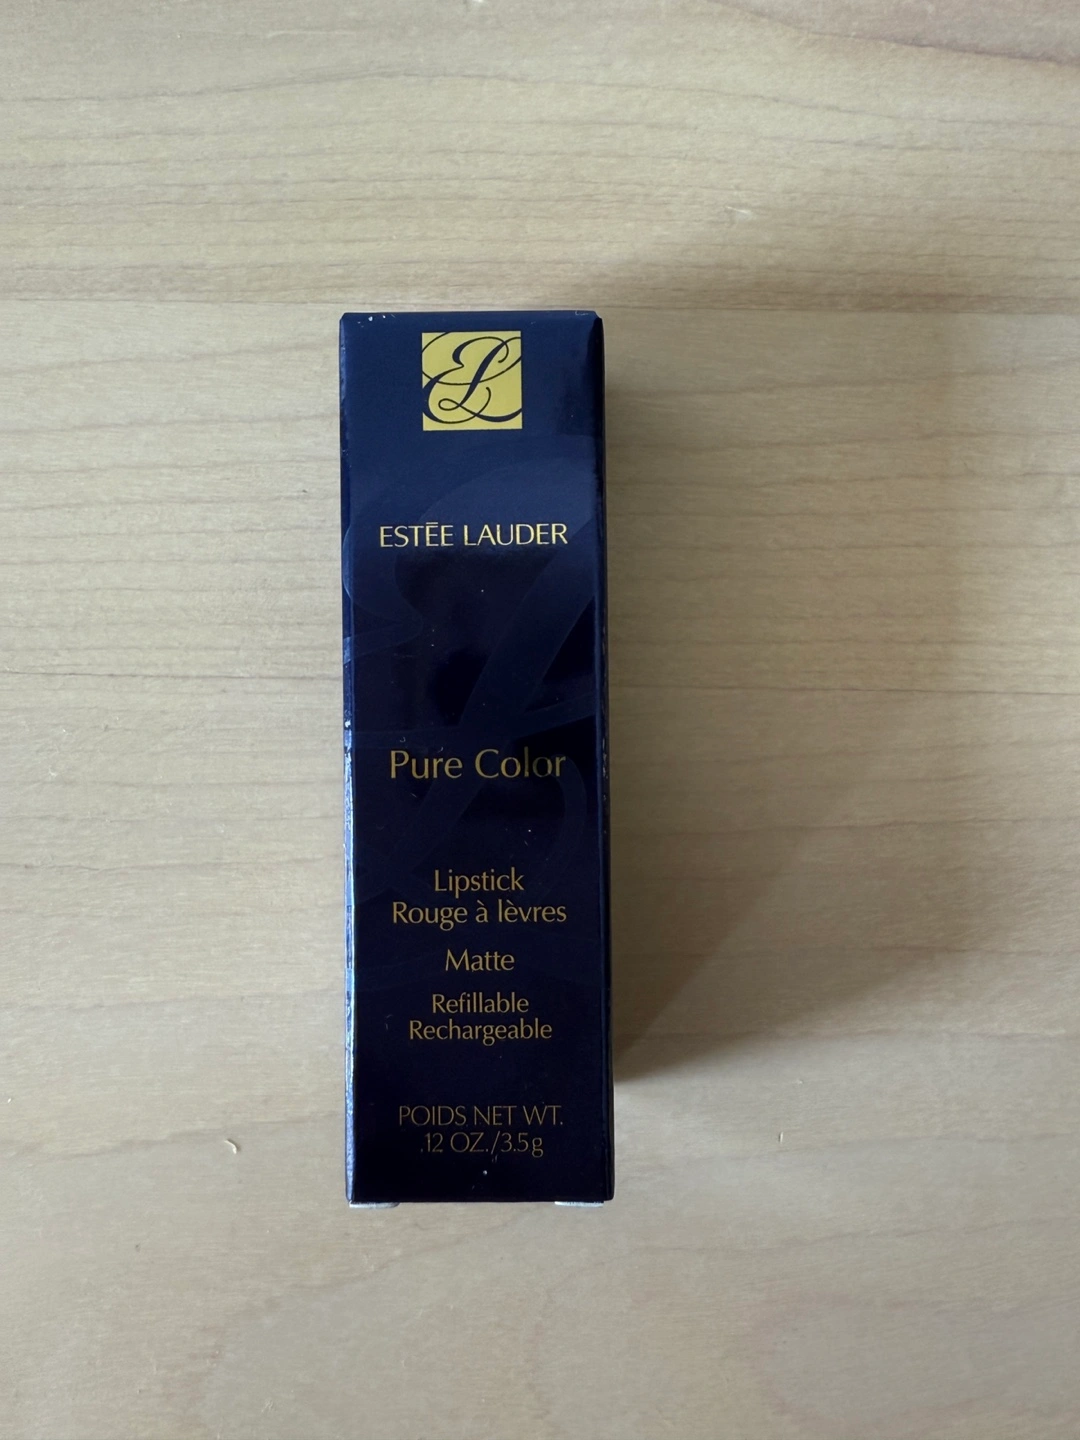 EL
ESTĒE LAUDER
Pure Color
Lipstick
Rouge à lèvres
Matte
Refillable
Rechargeable
POIDS NET WT.
.12 OZ./3.5g